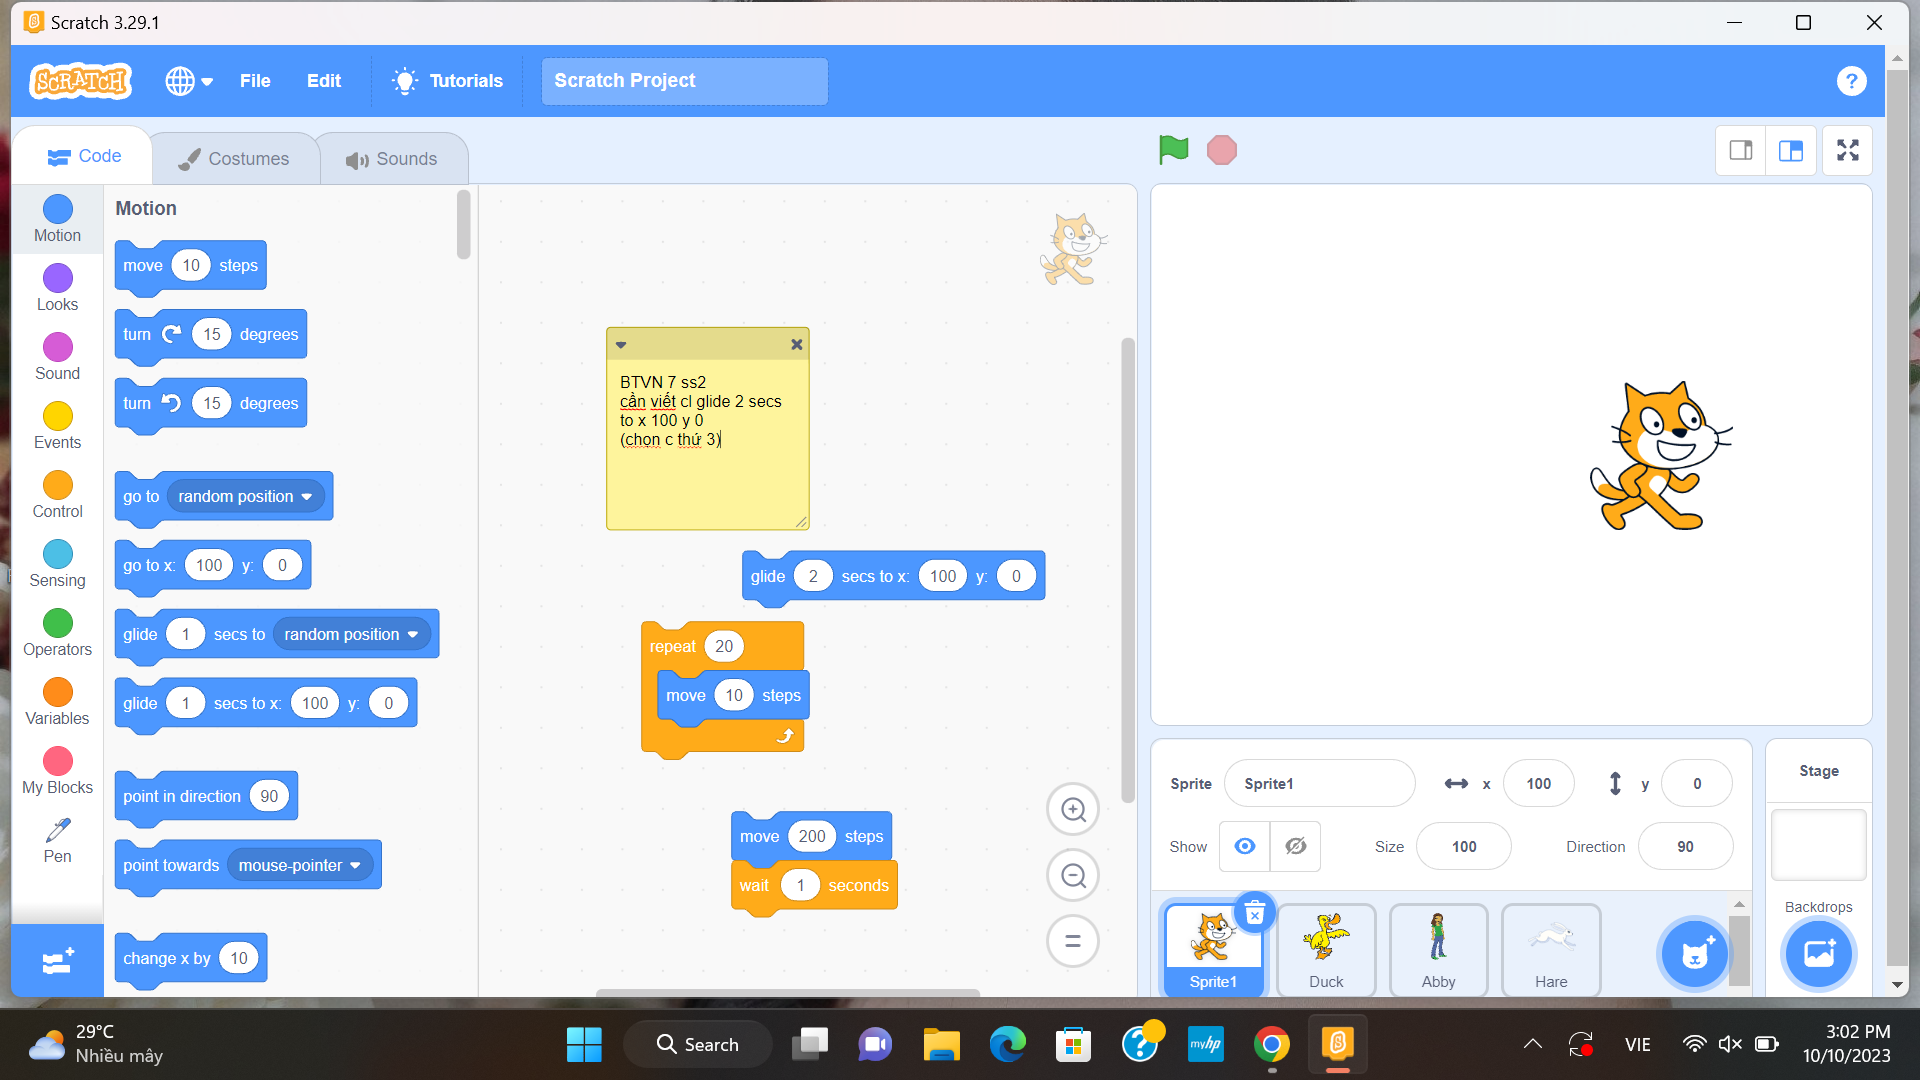 Scratch 3.29.1
SCRATCH File Edit Tutorials Scratch Project ?
Code Costumes Sounds
Motion
Looks
Sound
Events
Control
Sensing
Operators
Variables
My Blocks
Pen
Motion
move 10 steps
turn 15 degrees
turn 15 degrees
go to random position
go to x: 100 y: 0
glide 1 secs to random position
glide 1 secs to x: 100 y: 0
point in direction 90
point towards mouse-pointer
change x by 10
BTVN 7 ss2
cần viết cl glide 2 secs
to x 100 y 0
(chọn c thứ 3)
glide 2 secs to x: 100 y: 0
repeat 20
move 10 steps
move 200 steps
wait 1 seconds
Sprite Sprite1 x 100 y 0
Show Size 100 Direction 90
Sprite1 Duck Abby Hare
Stage
Backdrops
29°C
Nhiều mây
Search
myhp
VIE
3:02 PM
10/10/2023